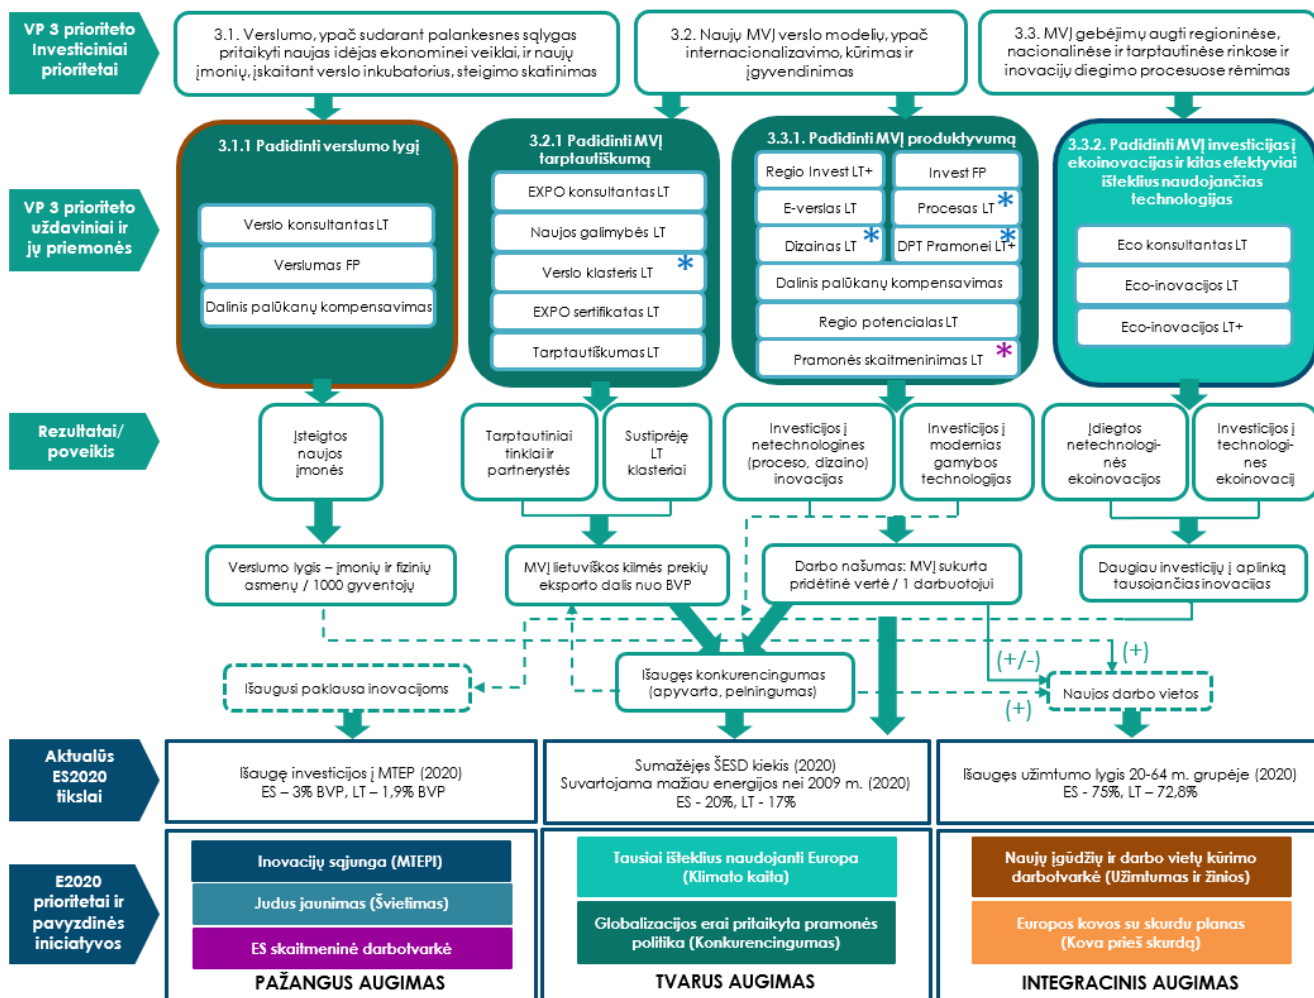 VP 3 prioriteto
Investiciniai
prioritetai
3.1. Verslumo, ypač sudarant palankesnes sąlygas
pritaikyti naujas idėjas ekonominei veiklai, ir naujų
įmonių, įskaitant verslo inkubatorius, steigimo skatinimas
3.2. Naujų MVĮ verslo modelių, ypač
internacionalizavimo, kūrimas ir
įgyvendinimas
3.3. MVĮ gebėjimų augti regioninėse,
nacionalinėse ir tarptautinėse rinkose ir
inovacijų diegimo procesuose rėmimas
VP 3 prioriteto
uždaviniai ir
jų priemonės
3.1.1 Padidinti verslumo lygį
Verslo konsultantas LT
Verslumas FP
Dalinis palūkanų kompensavimas
3.2.1 Padidinti MVĮ
tarptautiškumą
EXPO konsultantas LT
Naujos galimybės LT
Verslo klasteris LT *
EXPO sertifikatas LT
Tarptautiškumas LT
3.3.1. Padidinti MVĮ produktyvumą
Regio Invest LT+
Invest FP
E-verslas LT
Procesas LT *
Dizainas LT *
DPT Pramonei LT+ *
Dalinis palūkanų kompensavimas
Regio potencialas LT
Pramonės skaitmeninimas LT *
3.3.2. Padidinti MVĮ investicijas į
ekoinovacijas ir kitas efektyviai
išteklius naudojančias
technologijas
Eco konsultantas LT
Eco-inovacijos LT
Eco-inovacijos LT+
Rezultatai/
poveikis
Įsteigtos
naujos
įmonės
Tarptautiniai
tinklai ir
partnerystės
Sustiprėję
LT
klasteriai
Investicijos į
netechnologines
(proceso, dizaino)
inovacijas
Investicijos į
modernias
gamybos
technologijas
Įdiegtos
netechnologi-
nės
ekoinovacijos
Investicijos į
technologi-
nes
ekoinovacij
Verslumo lygis – įmonių ir fizinių
asmenų / 1000 gyventojų
MVĮ lietuviškos kilmės prekių
eksporto dalis nuo BVP
Darbo našumas: MVĮ sukurta
pridėtinė vertė / 1 darbuotojui
Daugiau investicijų į aplinką
tausojančias inovacijas
Išaugusi paklausa inovacijoms
Išaugęs konkurencingumas
(apyvarta, pelningumas)
(+/-)
(+)
(+)
Naujos darbo vietos
Aktualūs
ES2020
tikslai
Išaugę investicijos į MTEP (2020)
ES – 3% BVP, LT – 1,9% BVP
Sumažėjęs ŠESD kiekis (2020)
Suvartojama mažiau energijos nei 2009 m. (2020)
ES - 20%, LT - 17%
Išaugęs užimtumo lygis 20-64 m. grupėje (2020)
ES - 75%, LT – 72,8%
E2020
prioritetai ir
pavyzdinės
iniciatyvos
Inovacijų sąjunga (MTEPI)
Judus jaunimas (Švietimas)
ES skaitmeninė darbotvarkė
PAŽANGUS AUGIMAS
Tausiai išteklius naudojanti Europa
(Klimato kaita)
Globalizacijos erai pritaikyta pramonės
politika (Konkurencingumas)
TVARUS AUGIMAS
Naujų įgūdžių ir darbo vietų kūrimo
darbotvarkė (Užimtumas ir žinios)
Europos kovos su skurdu planas
(Kova prieš skurdą)
INTEGRACINIS AUGIMAS